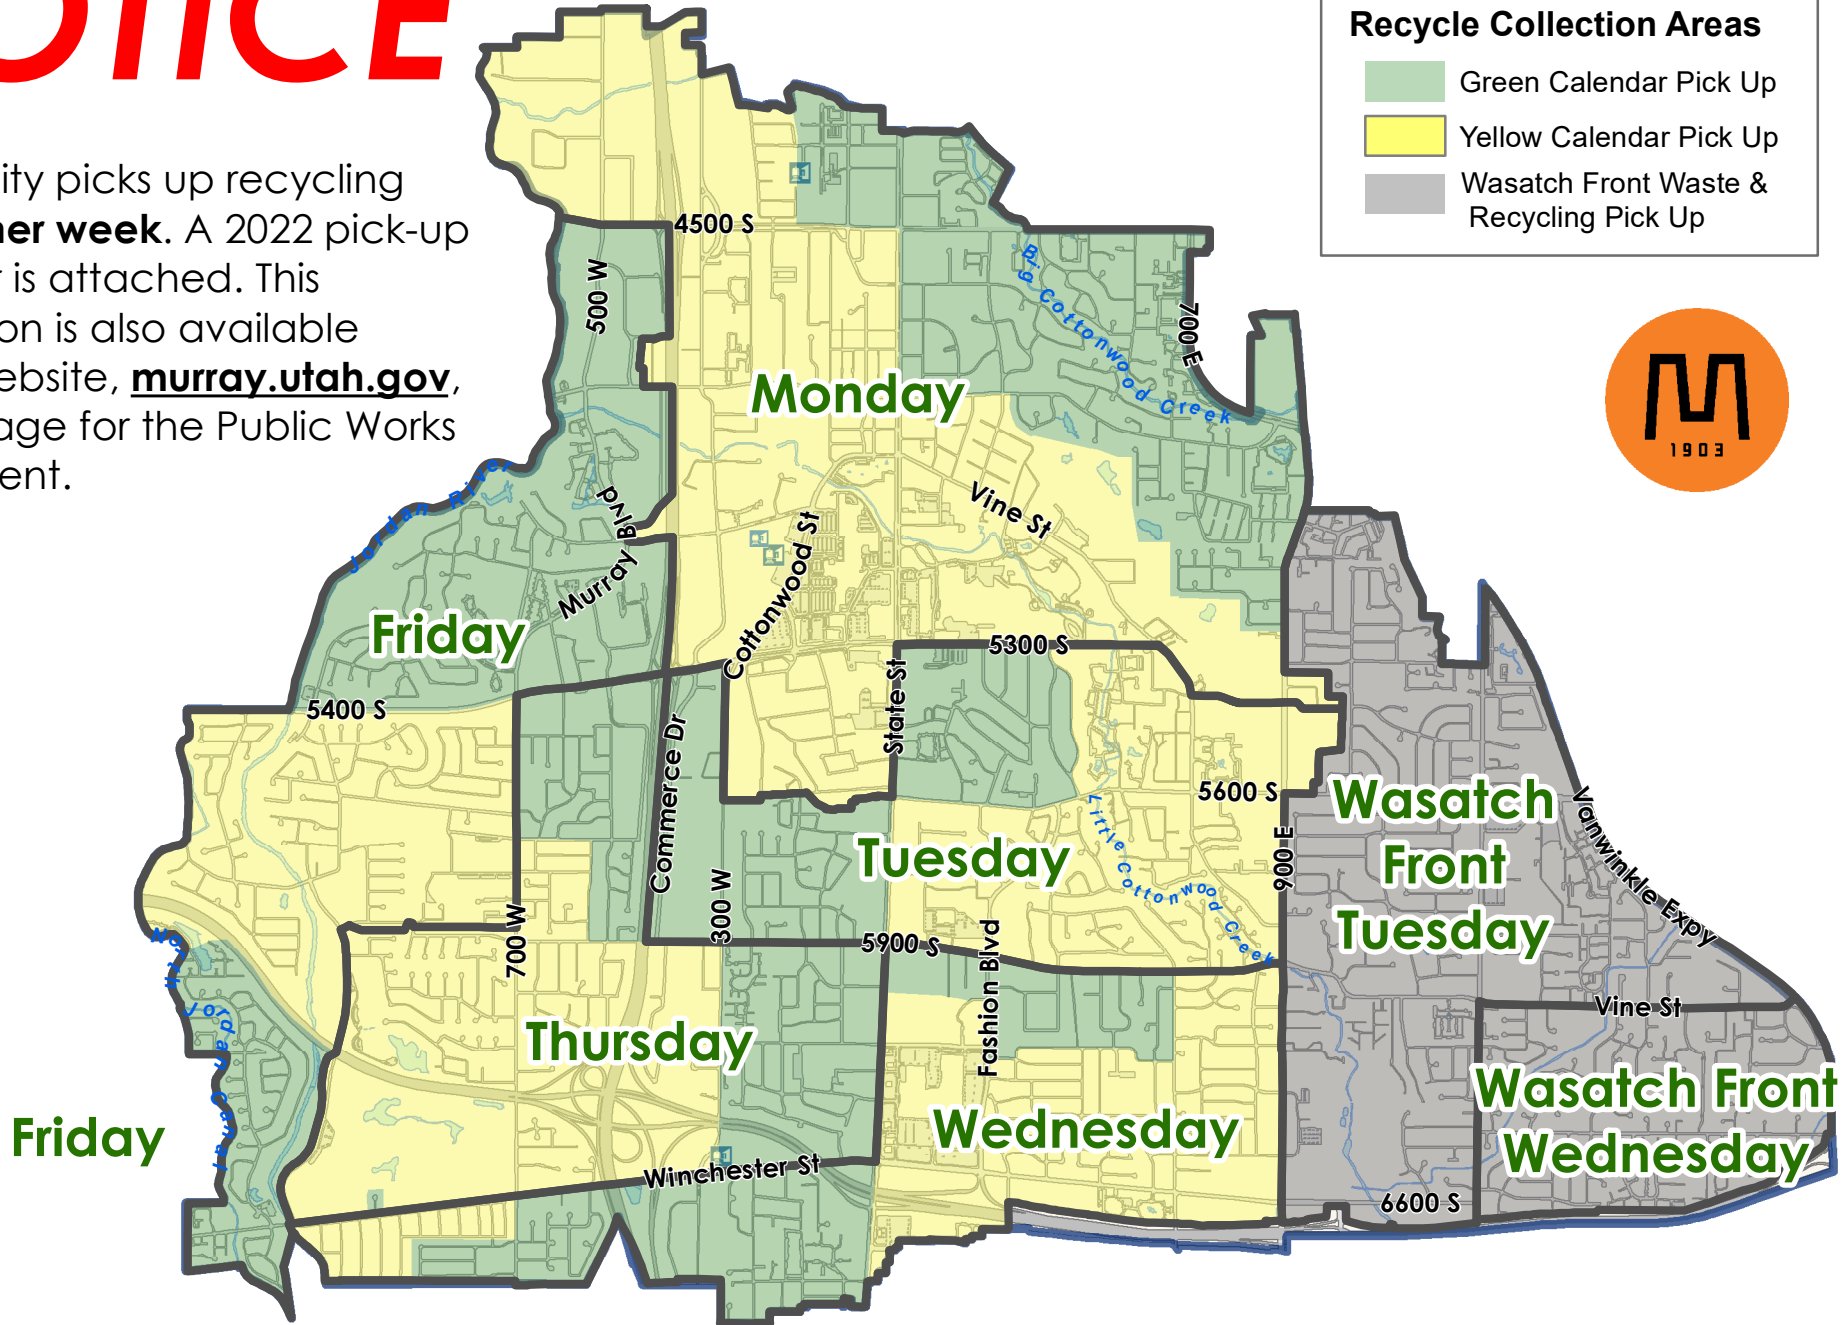 OTICE
ity picks up recycling
ner week. A 2022 pick-up
r is attached. This
on is also available
ebsite, murray.utah.gov,
age for the Public Works
ent.
Recycle Collection Areas
Green Calendar Pick Up
Yellow Calendar Pick Up
Wasatch Front Waste &
Recycling Pick Up
1903
4500 S
500 W
Big Cottonwood Creek
700 E
Monday
Jordan River
Murray Blvd
Vine St
Cottonwood St
Friday
5300 S
State St
5400 S
Commerce Dr
5600 S
Wasatch
Front
Tuesday
Vanwinkle Expy
Tuesday
Little Cottonwood Creek
900 E
300 W
700 W
5900 S
Fashion Blvd
North Jordan Canal
Vine St
Thursday
Wasatch Front
Wednesday
Friday
Wednesday
Winchester St
6600 S